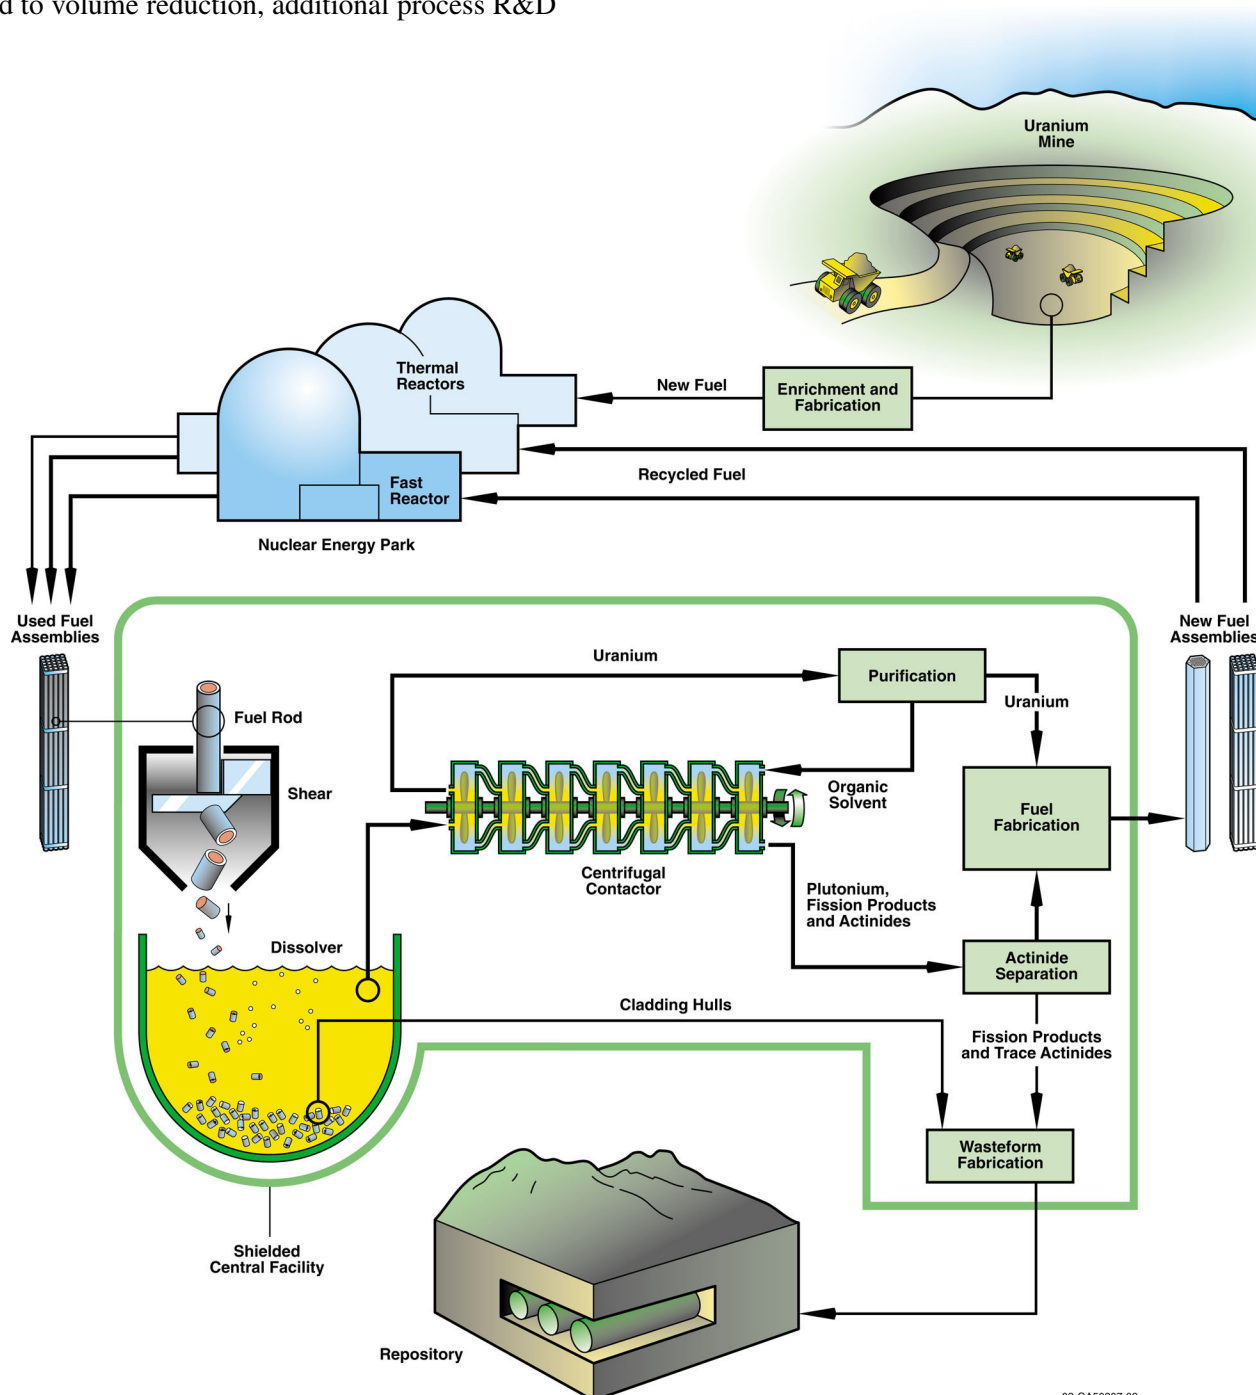 d to volume reduction, additional process R&D
Uranium
Mine
Thermal
Reactors
New Fuel
Enrichment and
Fabrication
Recycled Fuel
Fast
Reactor
Nuclear Energy Park
Used Fuel
Assemblies
New Fuel
Assemblies
Uranium
Purification
Uranium
Fuel Rod
Shear
Organic
Solvent
Fuel
Fabrication
Centrifugal
Contactor
Plutonium,
Fission Products
and Actinides
Dissolver
Actinide
Separation
Cladding Hulls
Fission Products
and Trace Actinides
Wasteform
Fabrication
Shielded
Central Facility
Repository